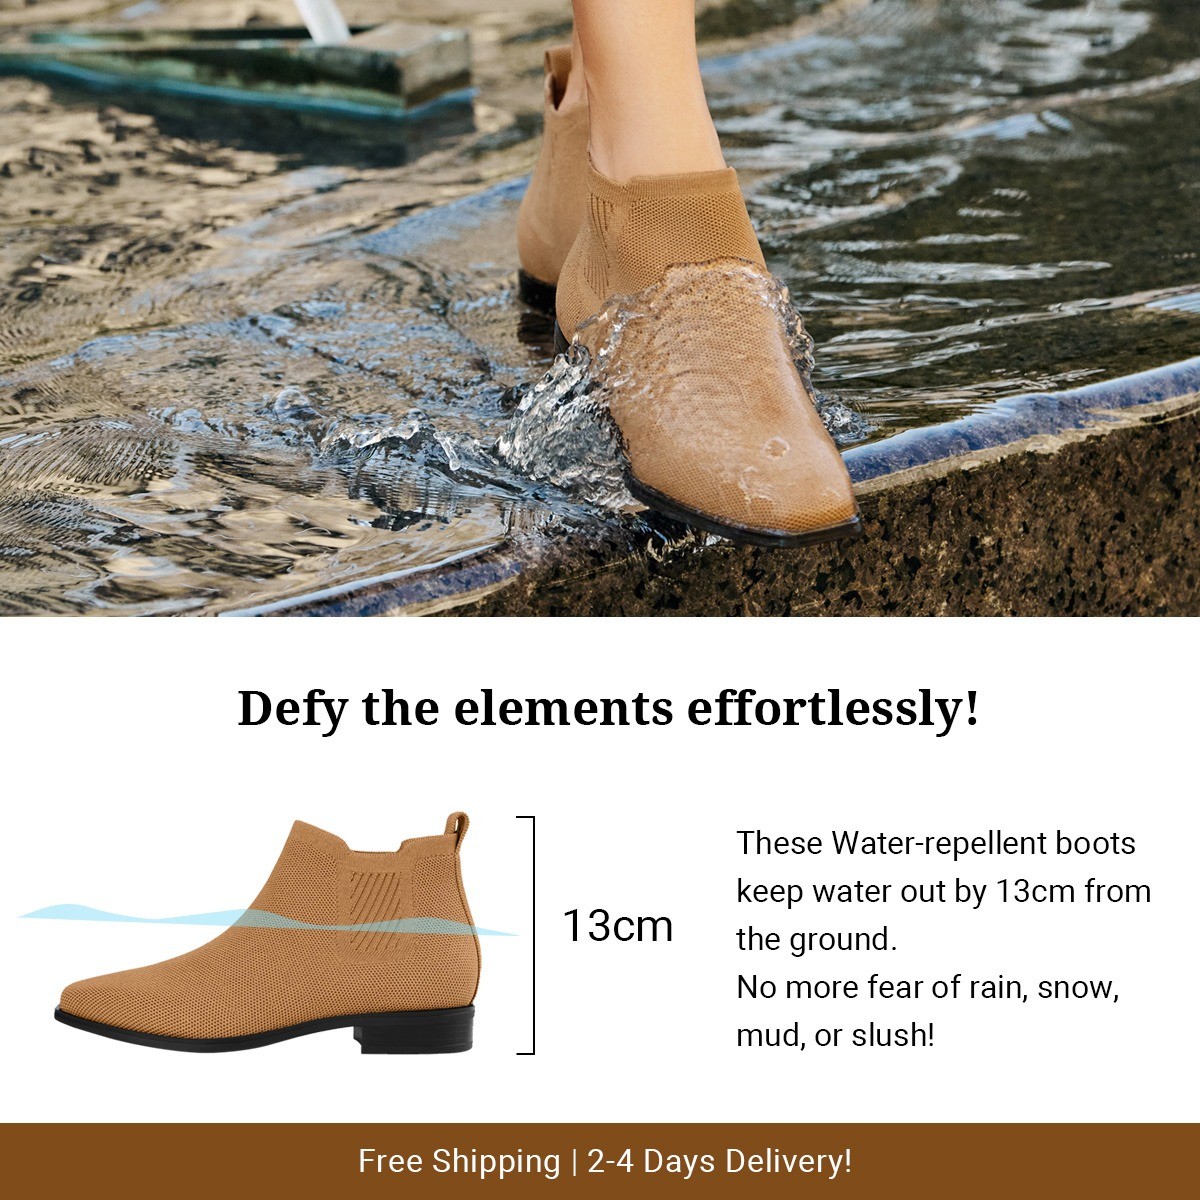 Defy the elements effortlessly!
13cm
These Water-repellent boots
keep water out by 13cm from
the ground.
No more fear of rain, snow,
mud, or slush!
Free Shipping | 2-4 Days Delivery!